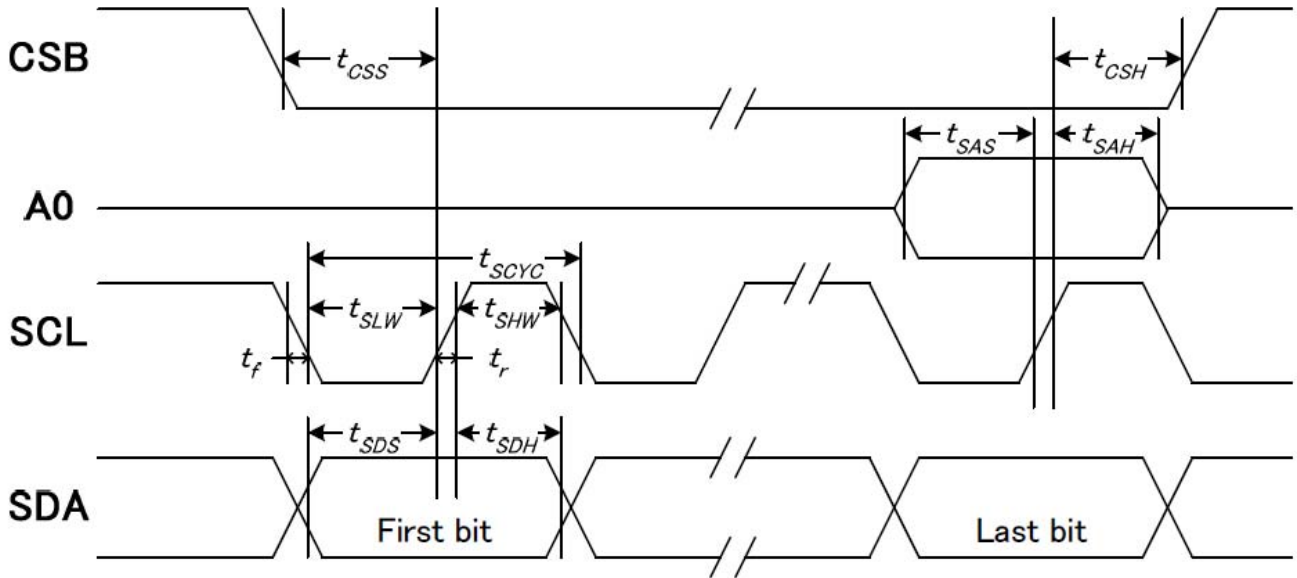 CSB
tCSS
tCSH
A0
tSAS
tSAH
tSCYC
SCL
tSLW
tSHW
tf
tr
SDA
tSDS
tSDH
First bit
Last bit